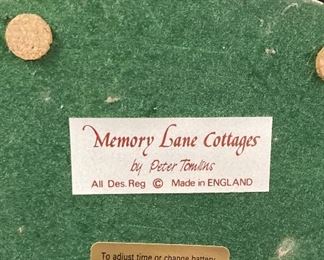 Memory Lane Cottages
by Peter Tomlins
All Des. Reg © Made in ENGLAND
To adjust time or change battery